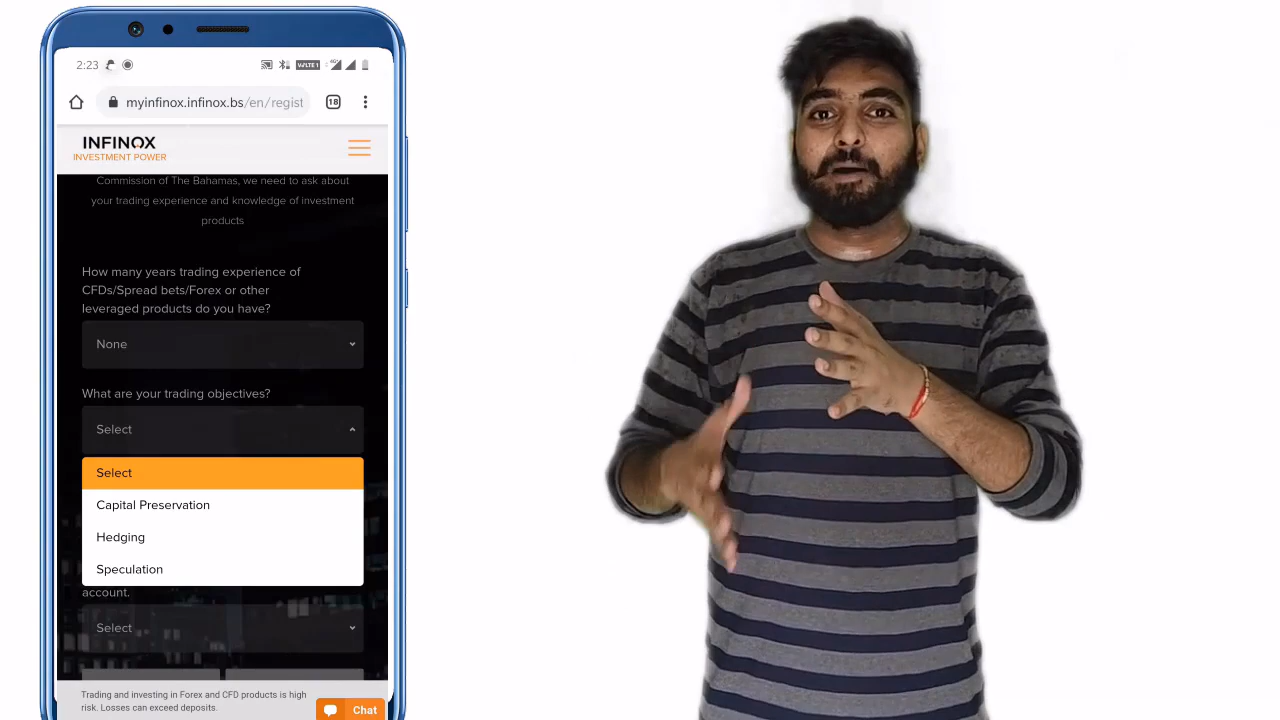 2:23
VoLTE 1
4G
myinfinox.infinox.bs/en/regist
18
INFINOX
INVESTMENT POWER
Commission of The Bahamas, we need to ask about
your trading experience and knowledge of investment
products
How many years trading experience of
CFDs/Spread bets/Forex or other
leveraged products do you have?
None
What are your trading objectives?
Select
Select
Capital Preservation
Hedging
Speculation
account.
Select
Trading and investing in Forex and CFD products is high
risk. Losses can exceed deposits.
Chat